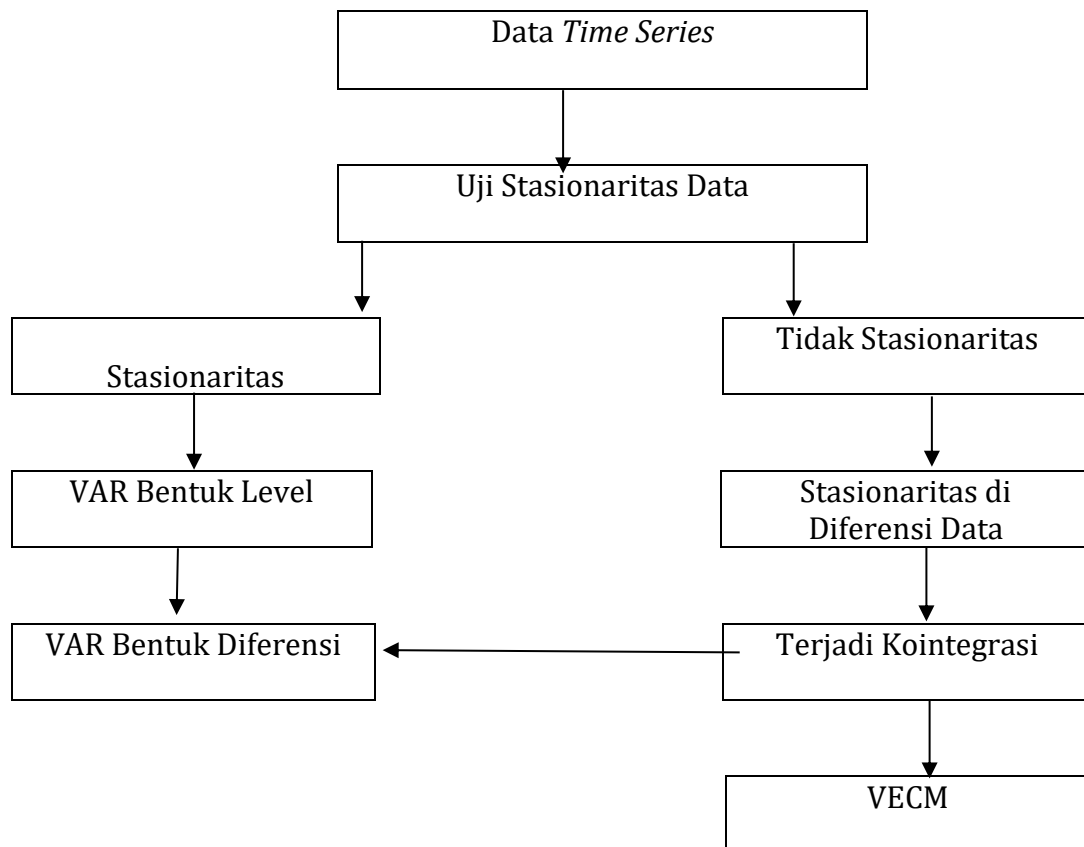 Data Time Series
Uji Stasionaritas Data
Tidak Stasionaritas
Stasionaritas
VAR Bentuk Level
Stasionaritas di
Diferensi Data
VAR Bentuk Diferensi
Terjadi Kointegrasi
VECM